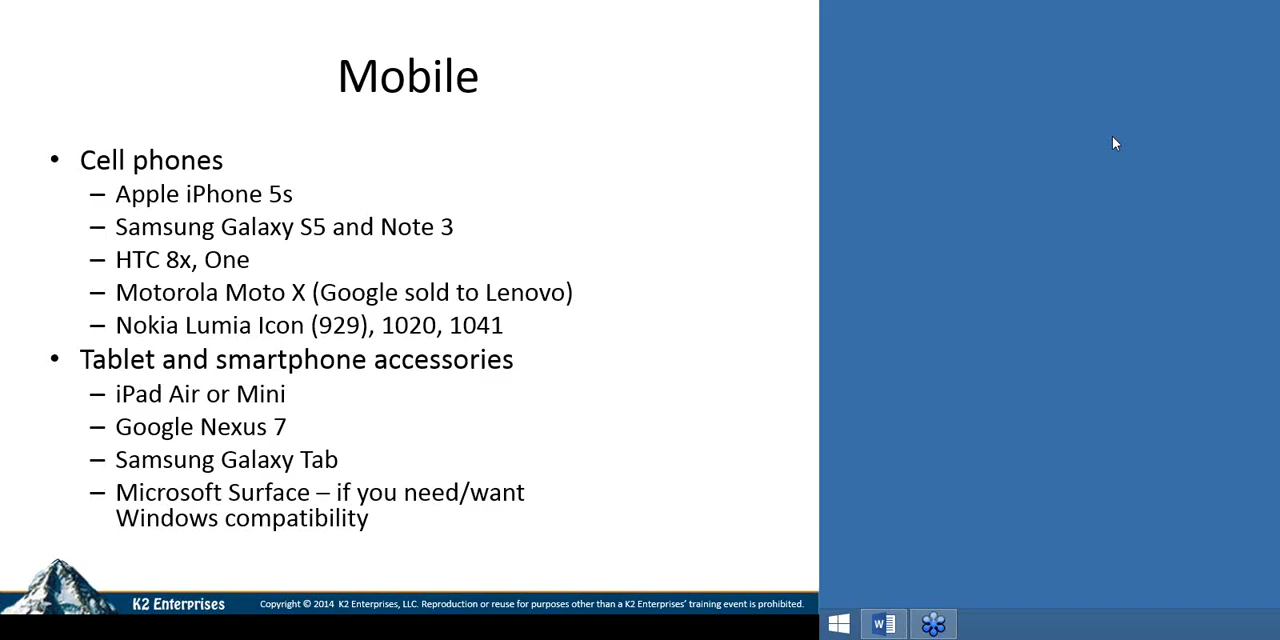 Mobile
• Cell phones
– Apple iPhone 5s
– Samsung Galaxy S5 and Note 3
– HTC 8x, One
– Motorola Moto X (Google sold to Lenovo)
– Nokia Lumia Icon (929), 1020, 1041
• Tablet and smartphone accessories
– iPad Air or Mini
– Google Nexus 7
– Samsung Galaxy Tab
– Microsoft Surface – if you need/want
Windows compatibility
K2 Enterprises
Copyright © 2014 K2 Enterprises, LLC. Reproduction or reuse for purposes other than a K2 Enterprises' training event is prohibited.
W